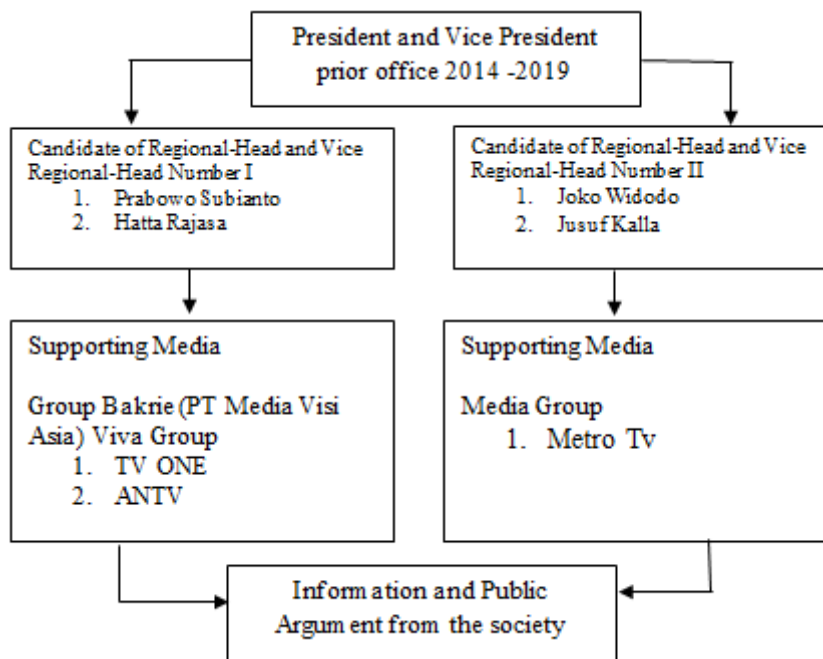 President and Vice President
prior office 2014 -2019
Candidate of Regional-Head and Vice
Regional-Head Number I
1. Prabowo Subianto
2. Hatta Rajasa
Candidate of Regional-Head and Vice
Regional-Head Number II
1. Joko Widodo
2. Jusuf Kalla
Supporting Media
Group Bakrie (PT Media Visi
Asia) Viva Group
1. TV ONE
2. ANTV
Supporting Media
Media Group
1. Metro Tv
Information and Public
Argument from the society